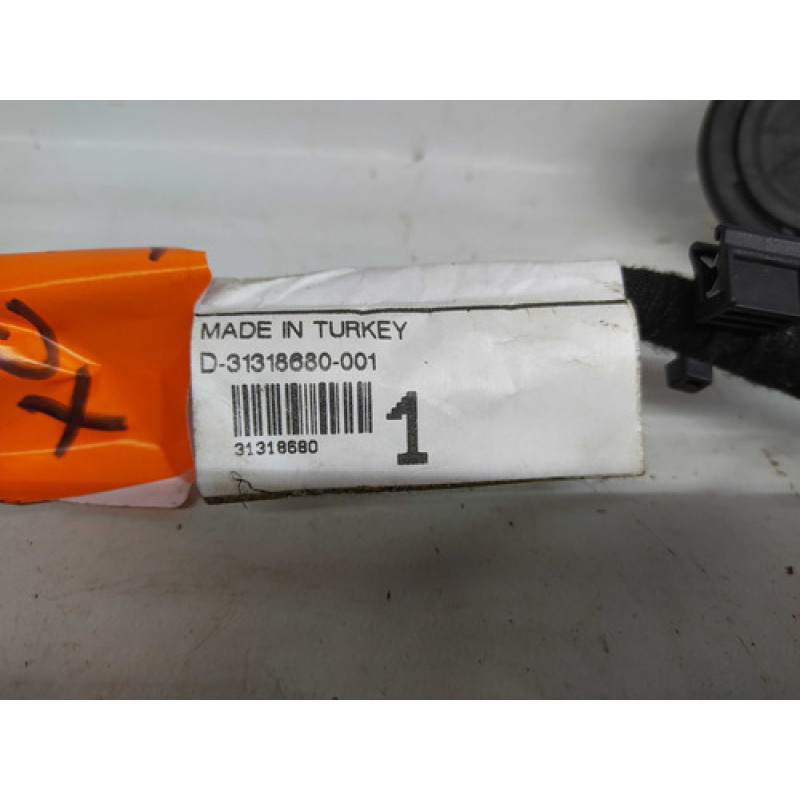 MADE IN TURKEY
D-31318680-001
31318680
1
X